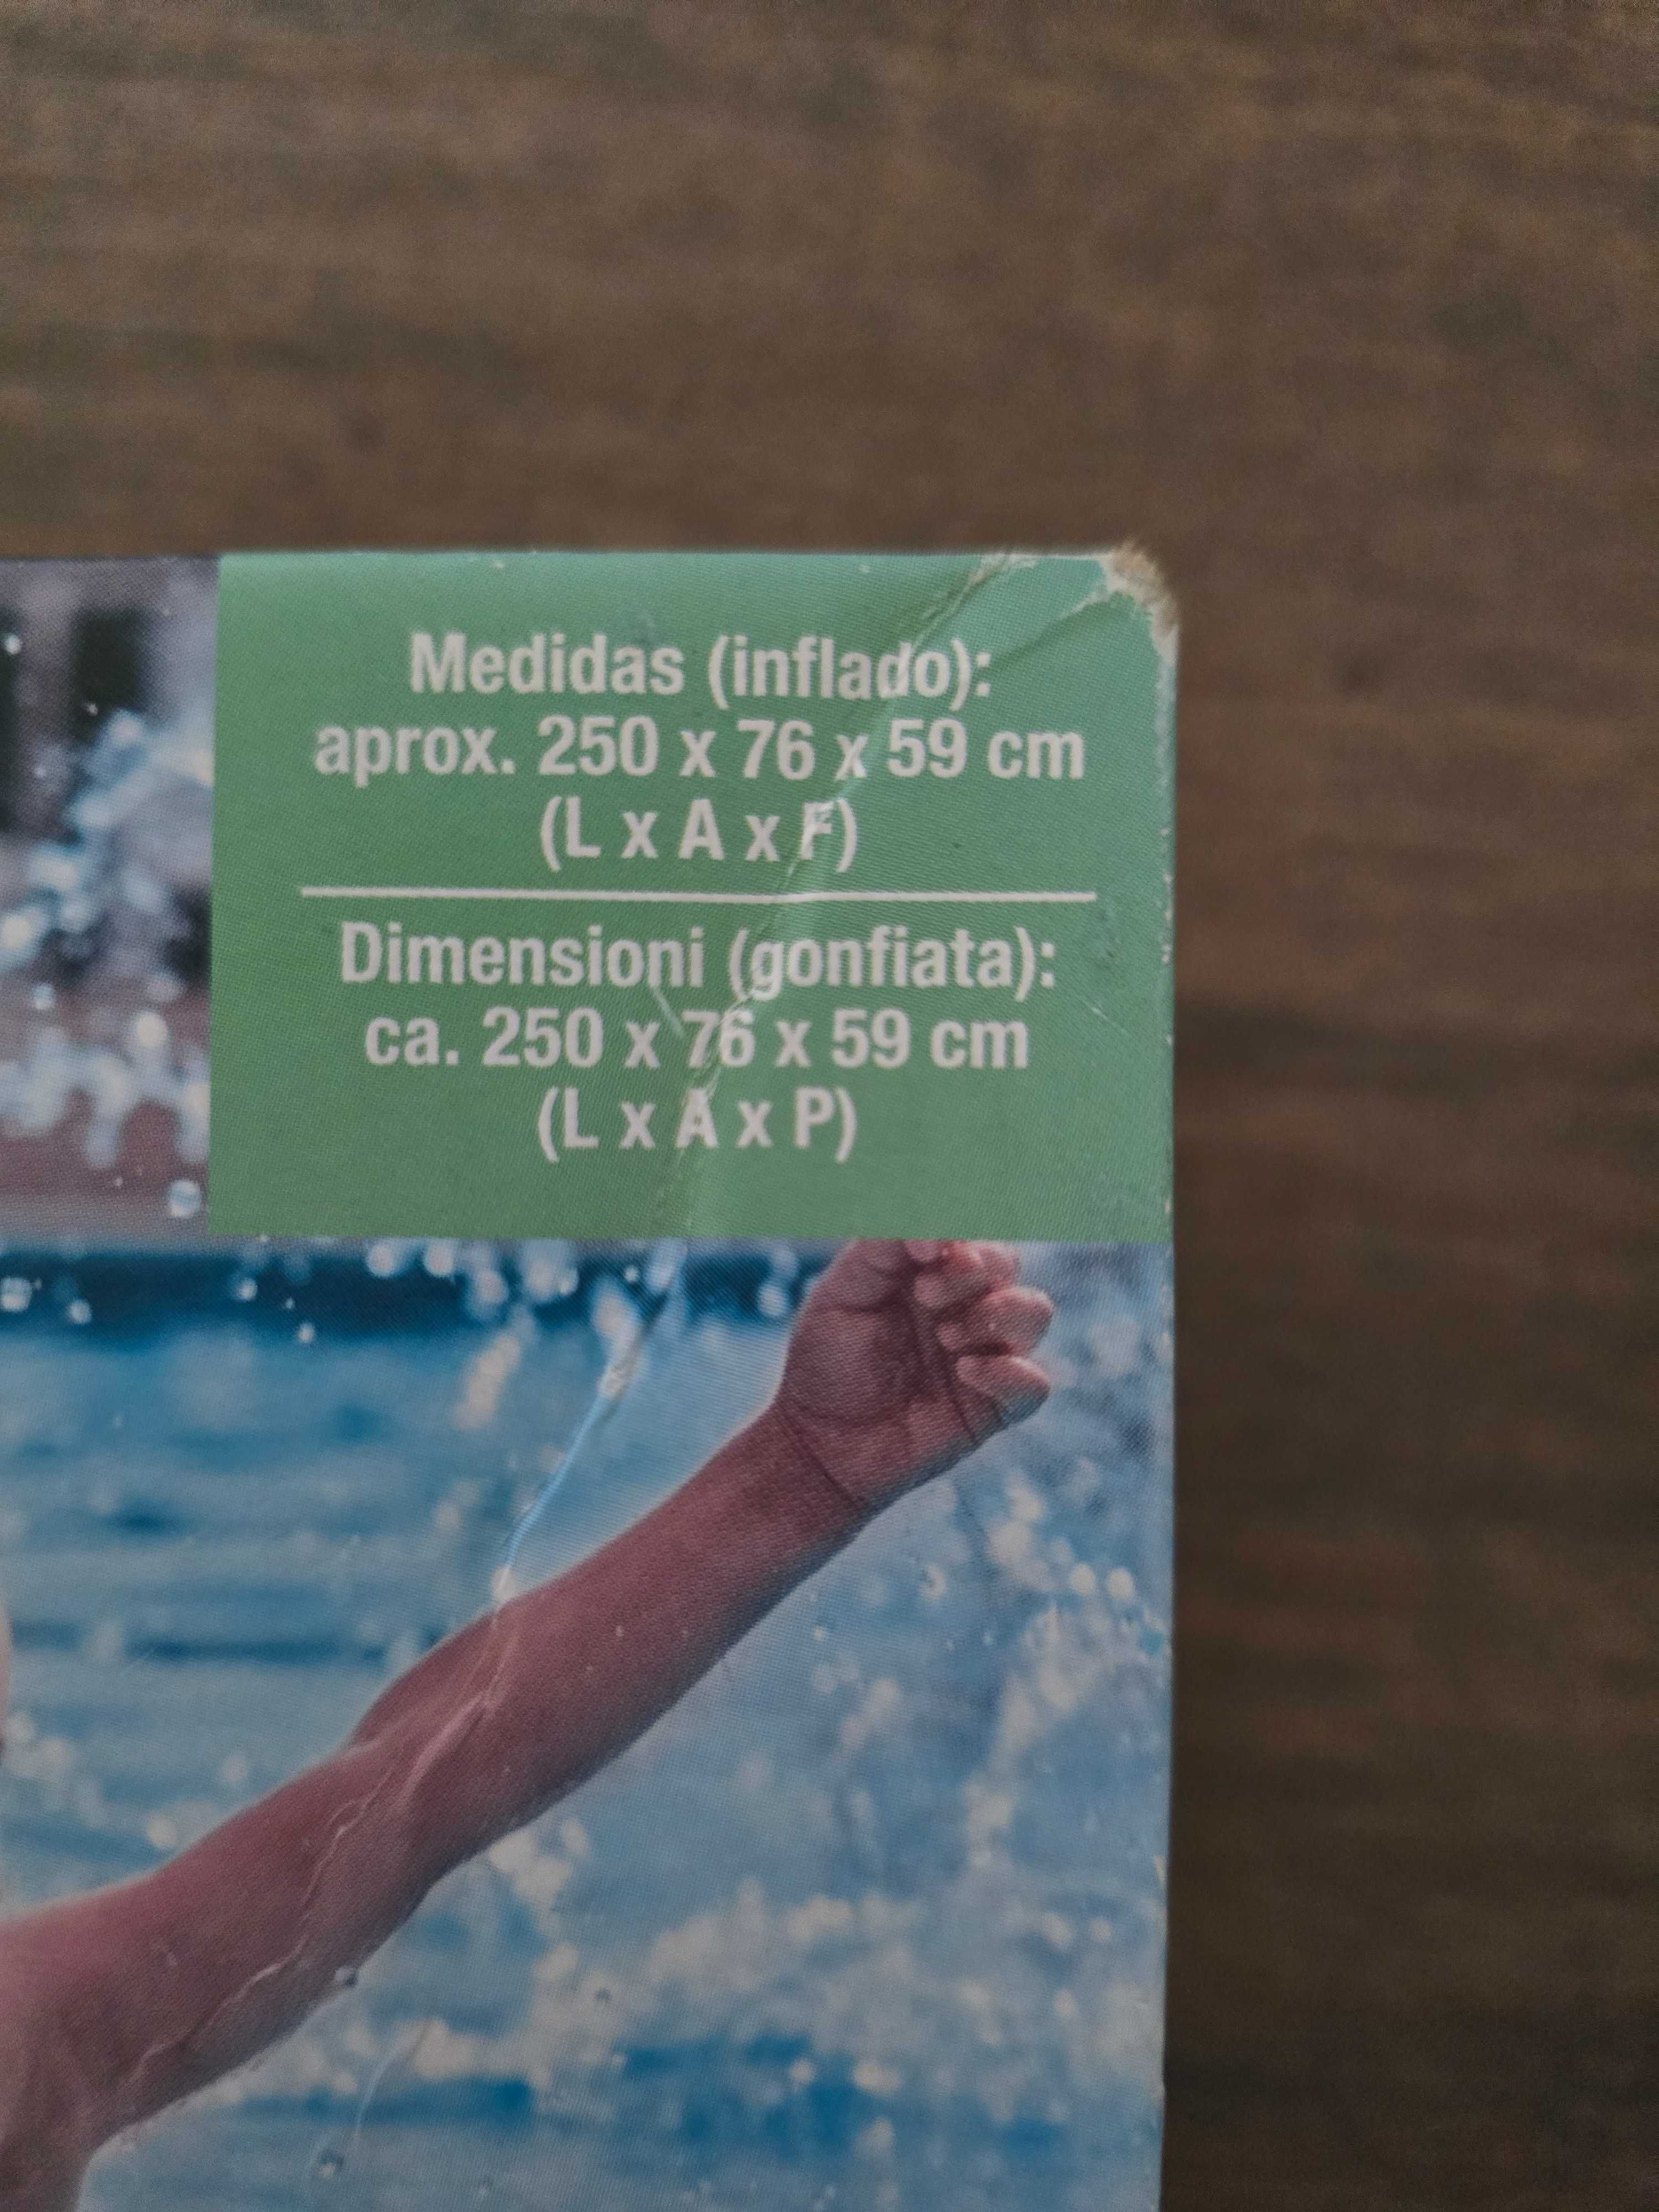 Medidas (inflado):
aprox. 250 x 76 x 59 cm
(L x A x F)
Dimensioni (gonfiata):
ca. 250 x 76 x 59 cm
(L x A x P)